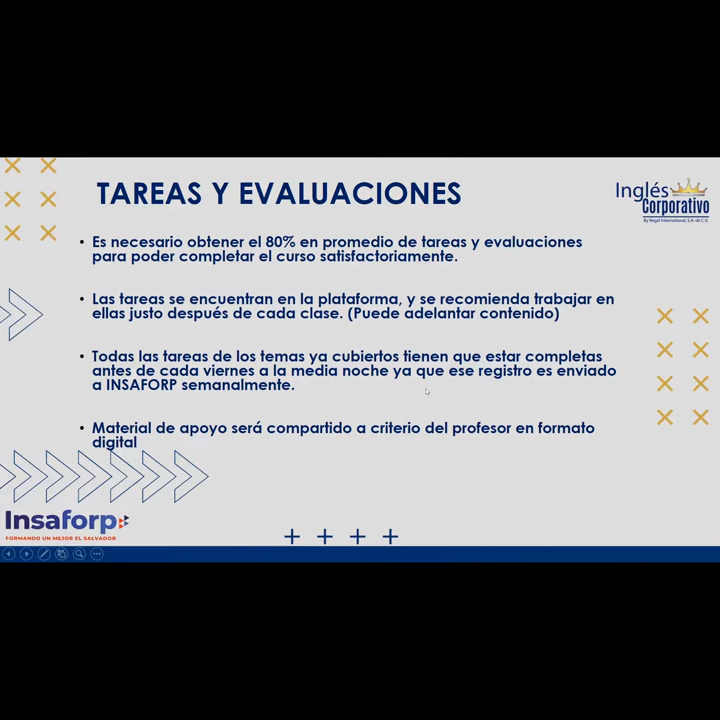 TAREAS Y EVALUACIONES
Inglés
Corporativo
By Regal International, S.A. de C.V.
• Es necesario obtener el 80% en promedio de tareas y evaluaciones
para poder completar el curso satisfactoriamente.
• Las tareas se encuentran en la plataforma, y se recomienda trabajar en
ellas justo después de cada clase. (Puede adelantar contenido)
• Todas las tareas de los temas ya cubiertos tienen que estar completas
antes de cada viernes a la media noche ya que ese registro es enviado
a INSAFORP semanalmente.
• Material de apoyo será compartido a criterio del profesor en formato
digital
Insaforp
FORMANDO UN MEJOR EL SALVADOR